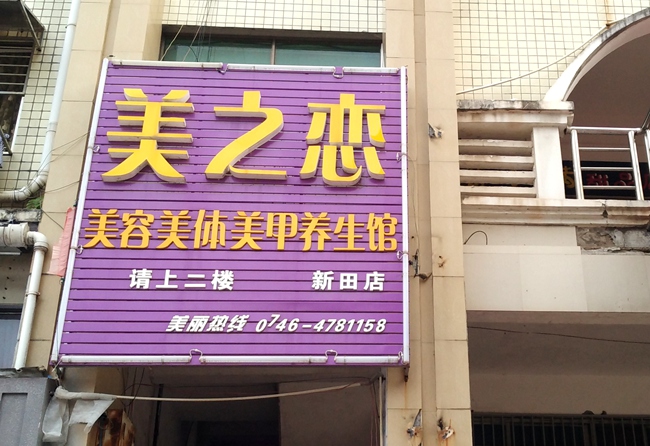 美之恋
美容美体美甲养生馆
请上二楼 新田店
美丽热线 0746-4781158